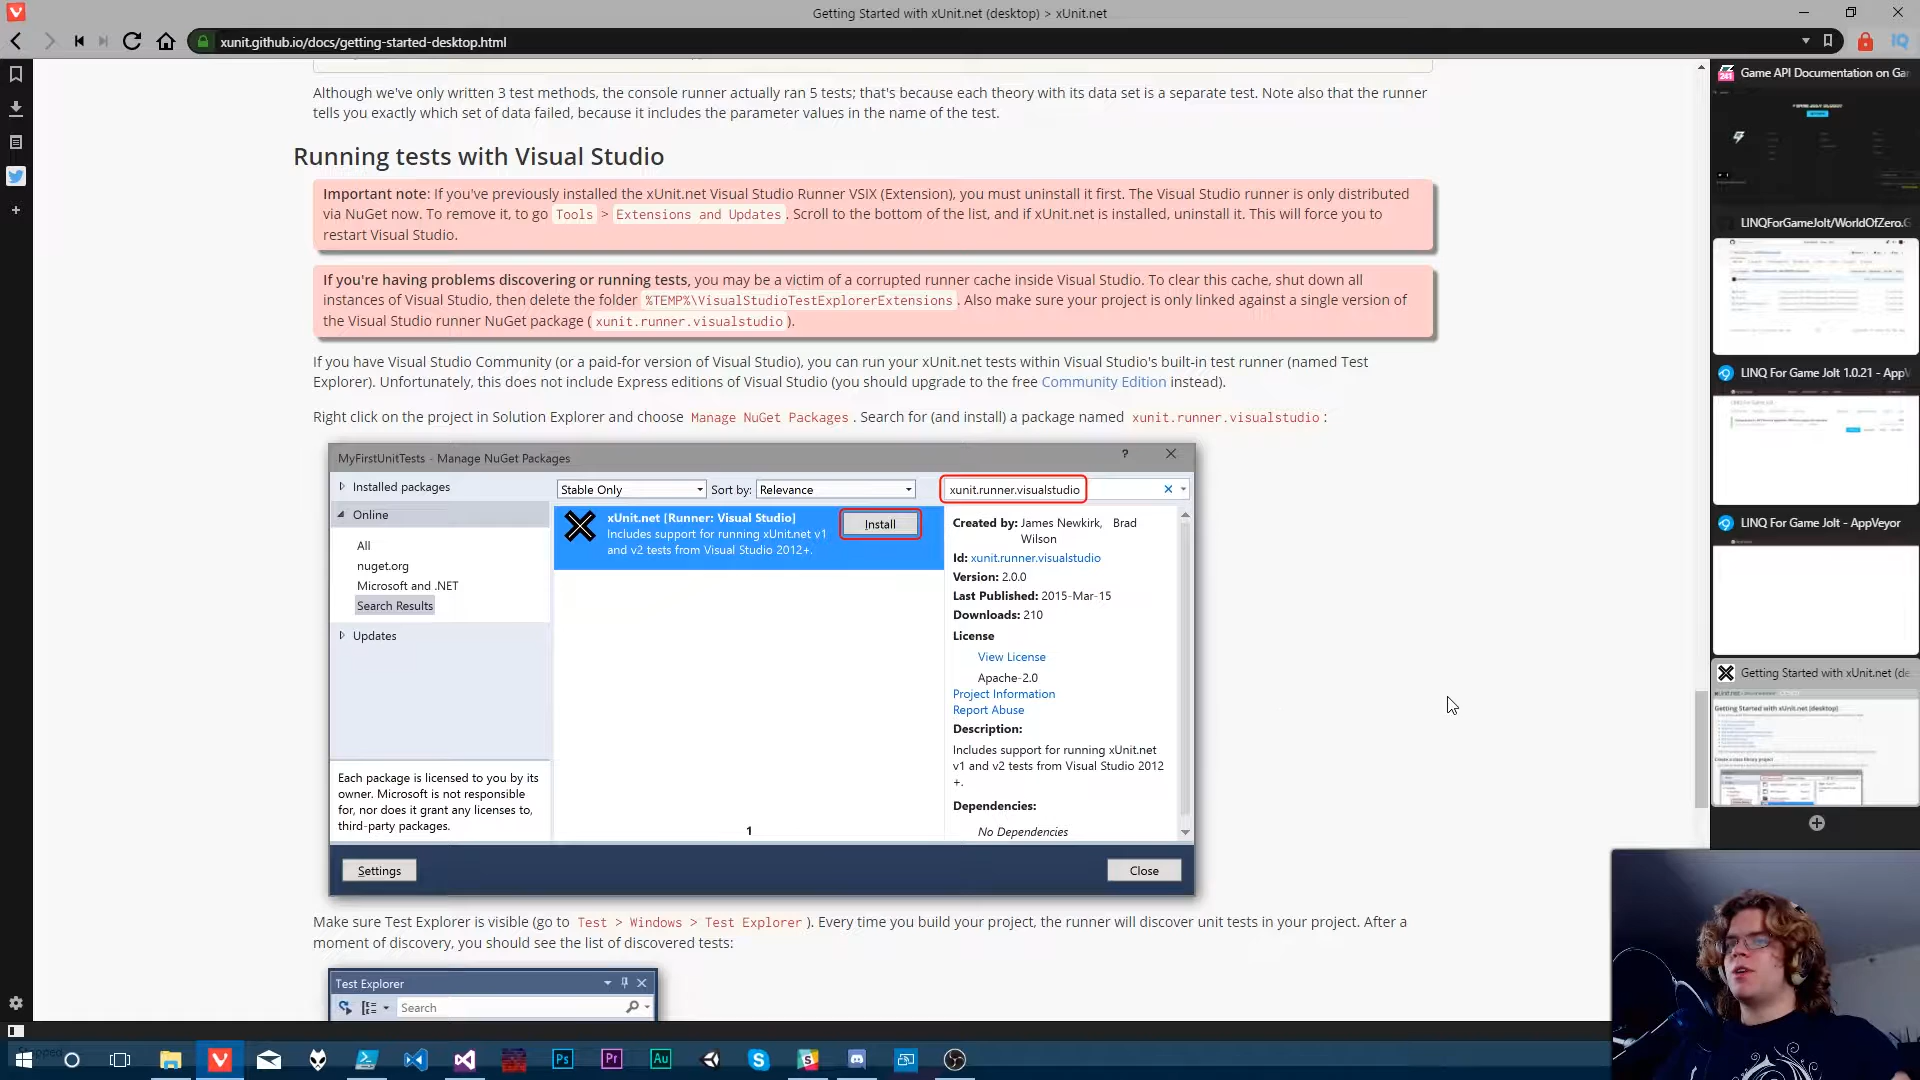 Getting Started with xUnit.net (desktop) > xUnit.net
xunit.github.io/docs/getting-started-desktop.html
Although we've only written 3 test methods, the console runner actually ran 5 tests; that's because each theory with its data set is a separate test. Note also that the runner
tells you exactly which set of data failed, because it includes the parameter values in the name of the test.
Running tests with Visual Studio
Important note: If you've previously installed the xUnit.net Visual Studio Runner VSIX (Extension), you must uninstall it first. The Visual Studio runner is only distributed
via NuGet now. To remove it, to go Tools > Extensions and Updates. Scroll to the bottom of the list, and if xUnit.net is installed, uninstall it. This will force you to
restart Visual Studio.
If you're having problems discovering or running tests, you may be a victim of a corrupted runner cache inside Visual Studio. To clear this cache, shut down all
instances of Visual Studio, then delete the folder %TEMP%\VisualStudioTestExplorerExtensions. Also make sure your project is only linked against a single version of
the Visual Studio runner NuGet package (xunit.runner.visualstudio).
If you have Visual Studio Community (or a paid-for version of Visual Studio), you can run your xUnit.net tests within Visual Studio's built-in test runner (named Test
Explorer). Unfortunately, this does not include Express editions of Visual Studio (you should upgrade to the free Community Edition instead).
Right click on the project in Solution Explorer and choose Manage NuGet Packages. Search for (and install) a package named xunit.runner.visualstudio:
MyFirstUnitTests - Manage NuGet Packages
Installed packages
Online
All
nuget.org
Microsoft and .NET
Search Results
Updates
Each package is licensed to you by its
owner. Microsoft is not responsible
for, nor does it grant any licenses to,
third-party packages.
Settings
Stable Only
Sort by: Relevance
xUnit.net [Runner: Visual Studio]
Includes support for running xUnit.net v1
and v2 tests from Visual Studio 2012+.
Install
1
xunit.runner.visualstudio
Created by: James Newkirk, Brad
Wilson
Id: xunit.runner.visualstudio
Version: 2.0.0
Last Published: 2015-Mar-15
Downloads: 210
License
View License
Apache-2.0
Project Information
Report Abuse
Description:
Includes support for running xUnit.net
v1 and v2 tests from Visual Studio 2012
+.
Dependencies:
No Dependencies
Close
Make sure Test Explorer is visible (go to Test > Windows > Test Explorer). Every time you build your project, the runner will discover unit tests in your project. After a
moment of discovery, you should see the list of discovered tests:
Test Explorer
Search
Game API Documentation on Ga
LINQForGameJolt/WorldOfZero.G
LINQ For Game Jolt 1.0.21 - AppV
LINQ For Game Jolt - AppVeyor
Getting Started with xUnit.net (de
Getting Started with xUnit.net (desktop)
Ps
Pr
Au